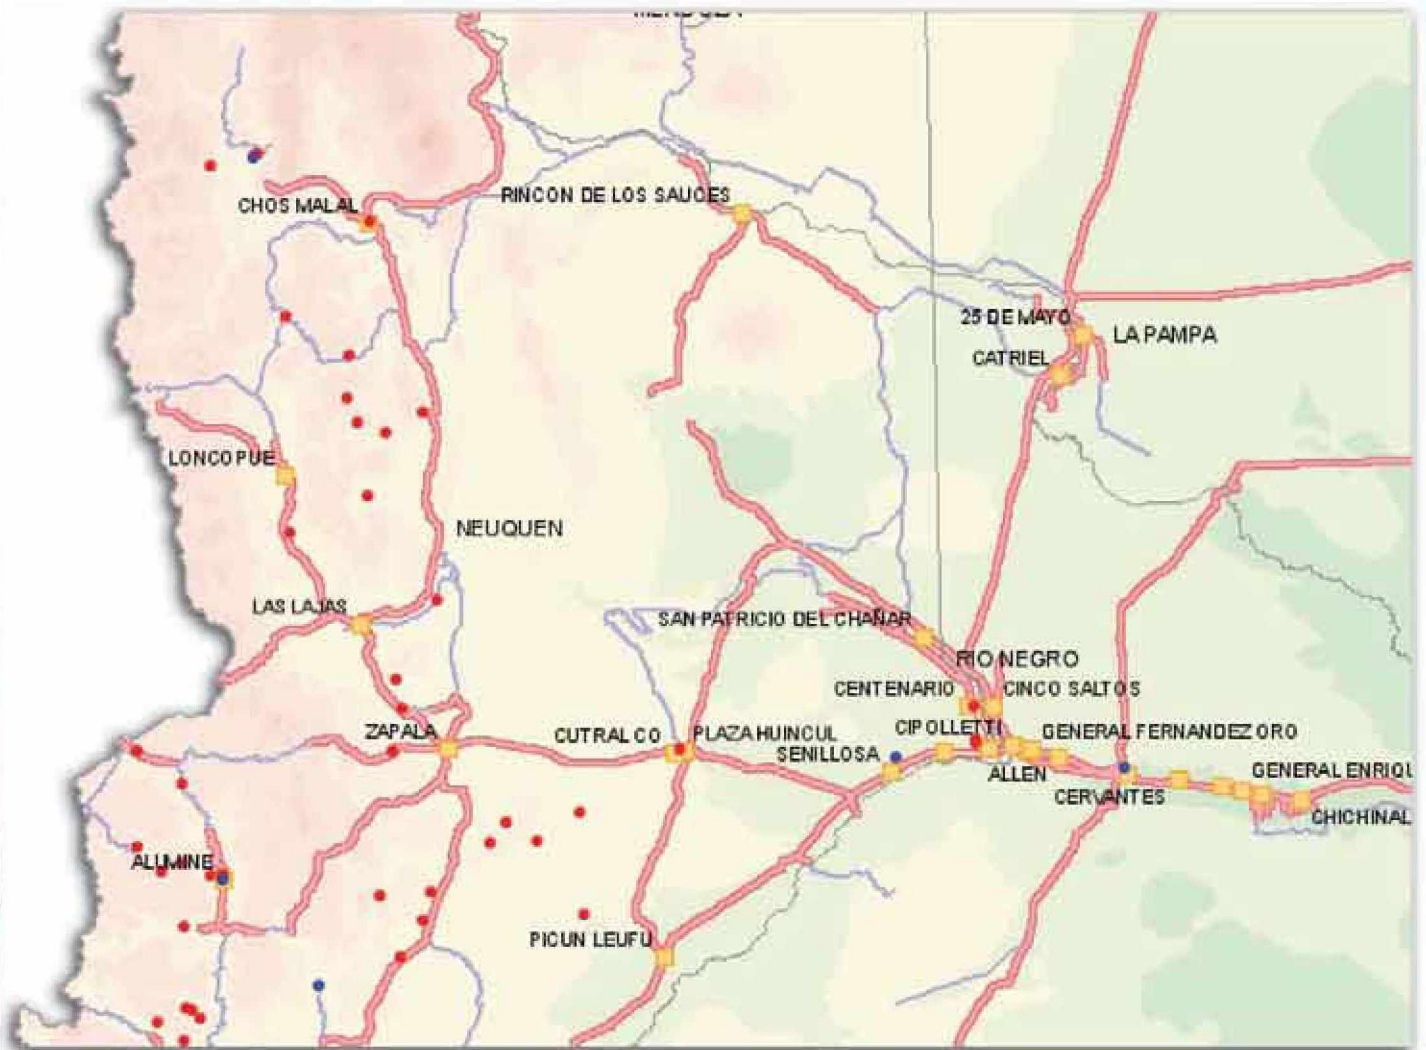 MENDOZA
RINCON DE LOS SAUCES
CHOS MALAL
25 DE MAYO
LA PAMPA
CATRIEL
LONCOPUE
NEUQUEN
LAS LAJAS
SAN PATRICIO DEL CHAÑAR
RIO NEGRO
CENTENARIO
CINCO SALTOS
ZAPALA
CUTRAL CO
PLAZA HUINCUL
CIPOLLETTI
GENERAL FERNANDEZ ORO
SENILLOSA
ALLEN
GENERAL ENRIQU
CERVANTES
CHICHINAL
ALUMINE
PICUN LEUFU